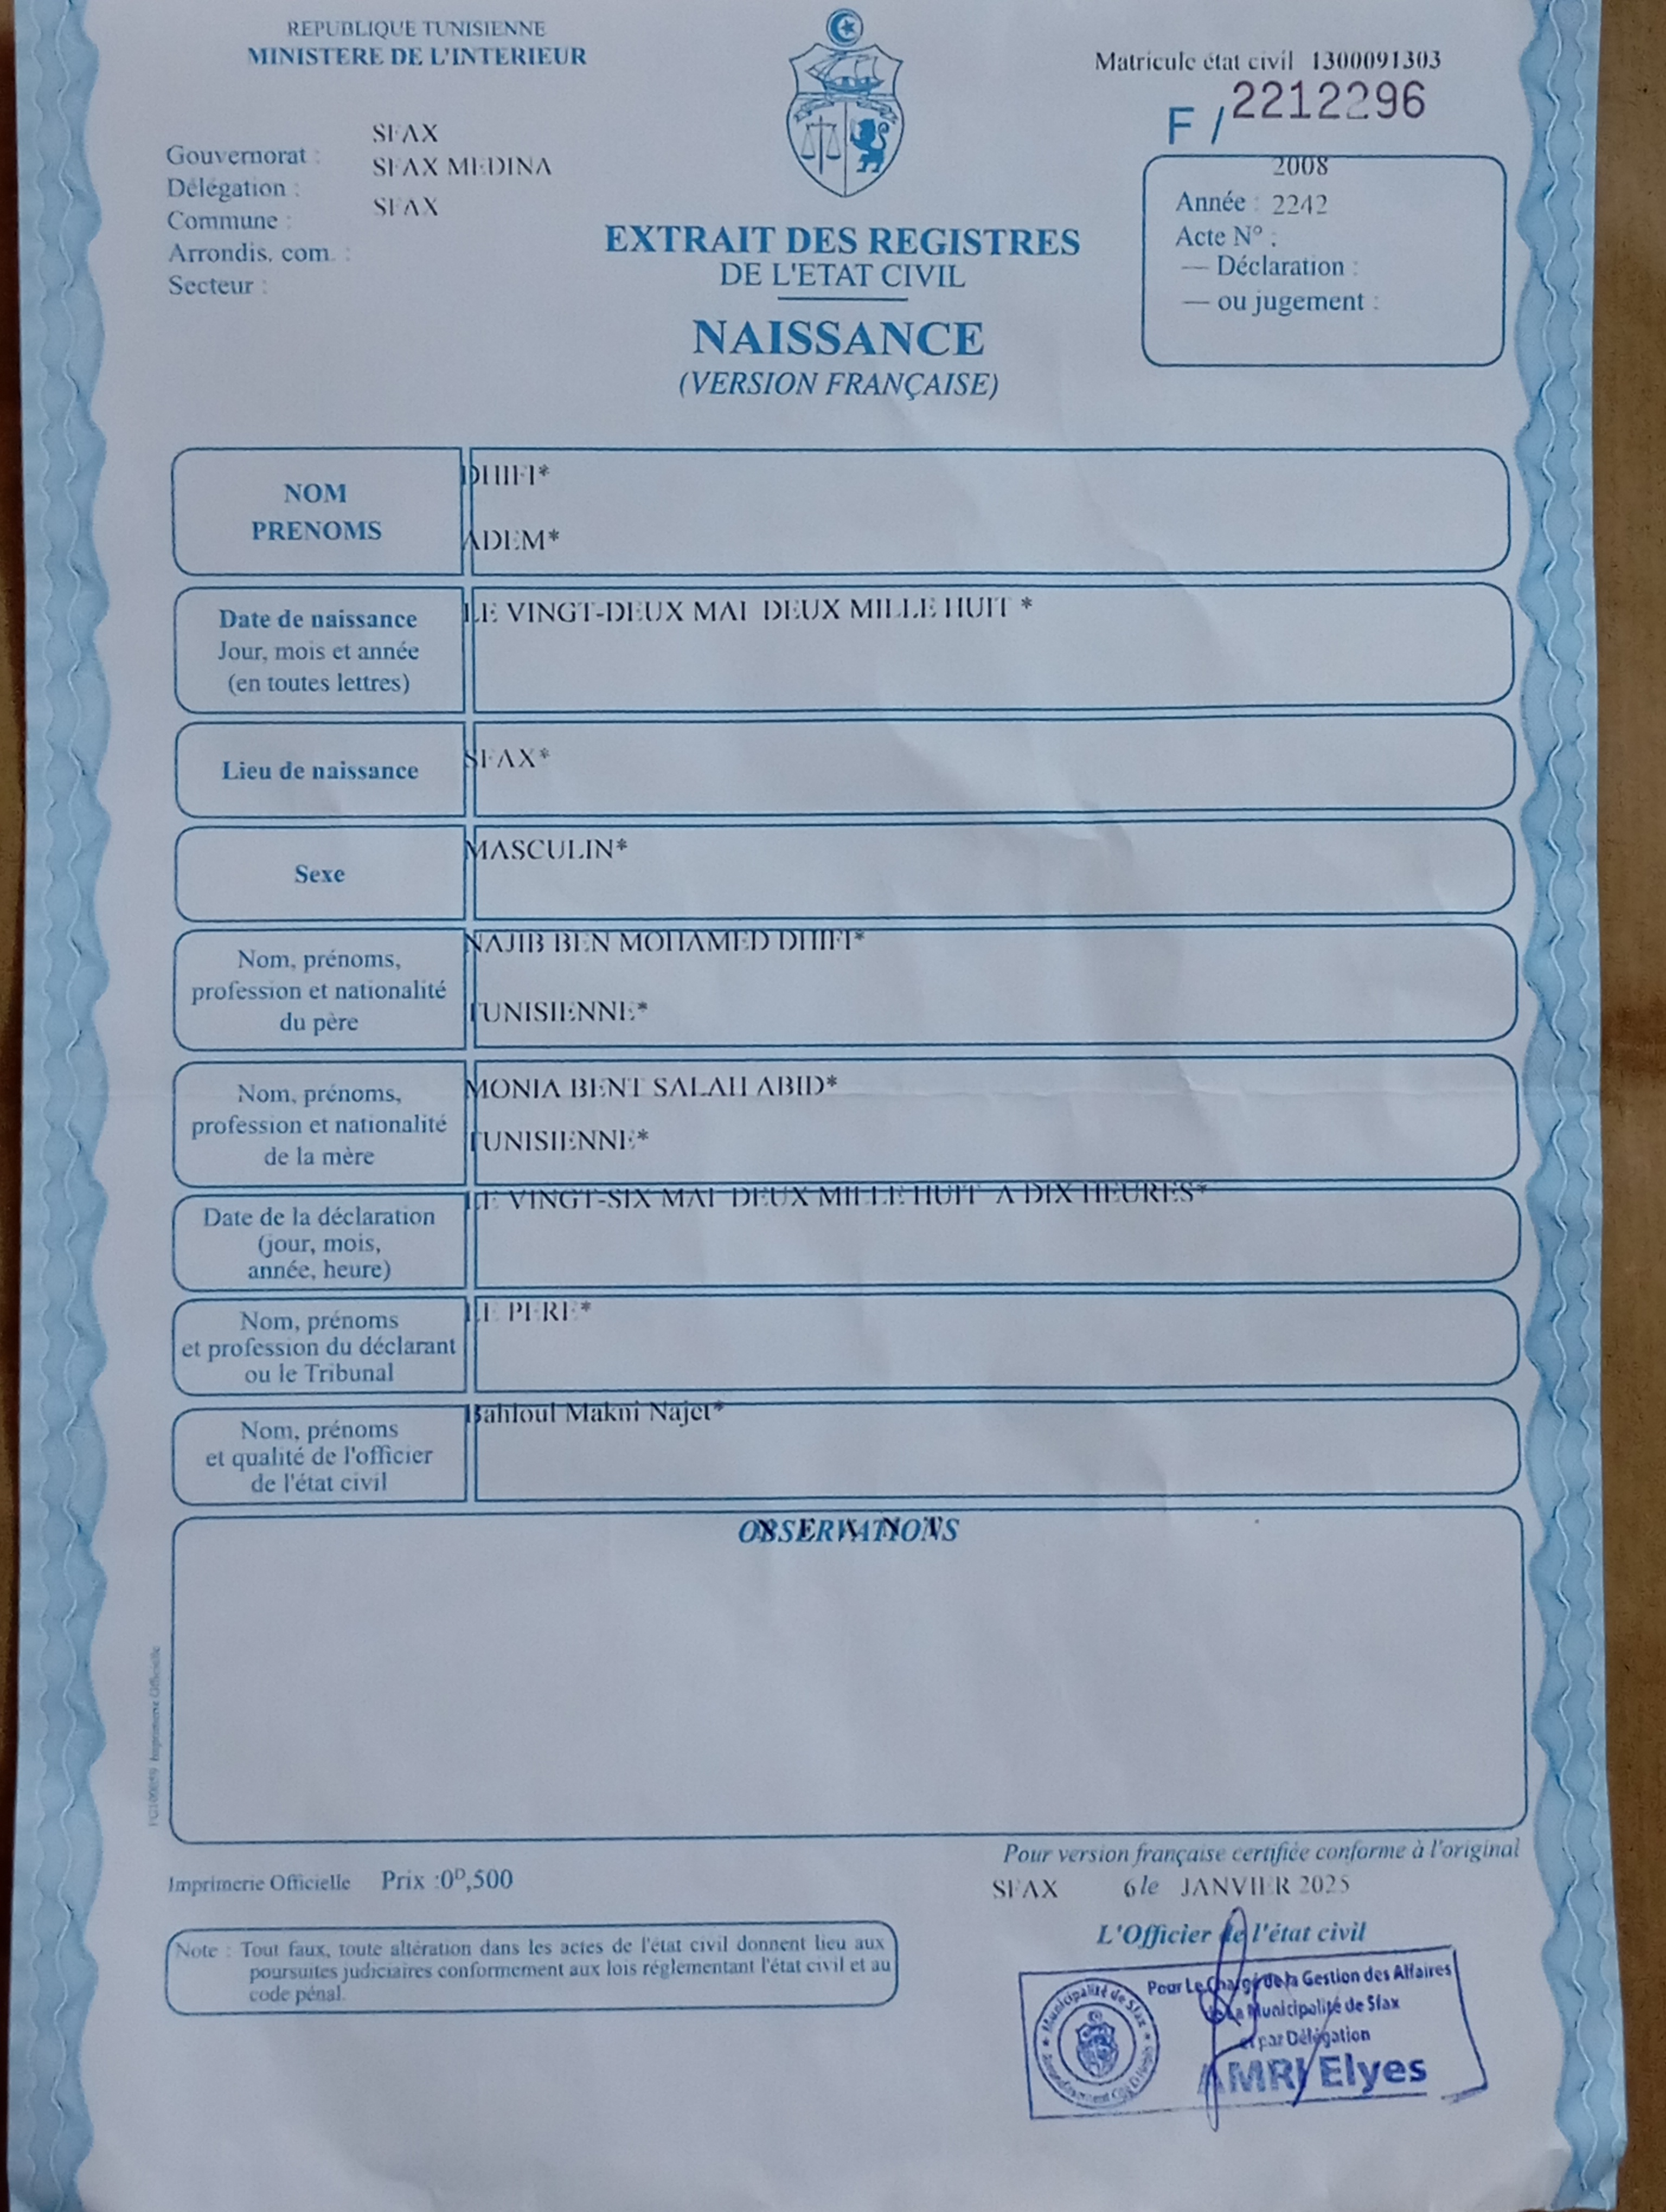 REPUBLIQUE TUNISIENNE
MINISTERE DE L'INTERIEUR
Matricule état civil 1300091303
F / 2212296
SFAX
Gouvernorat :
SFAX MEDINA
Délégation :
SFAX
Commune :
Arrondis. com. :
Secteur :
2008
Année : 2242
Acte N° :
— Déclaration :
— ou jugement :
EXTRAIT DES REGISTRES
DE L'ETAT CIVIL
NAISSANCE
(VERSION FRANÇAISE)
NOM
PRENOMS
DHIFI*
ADEM*
Date de naissance
Jour, mois et année
(en toutes lettres)
LE VINGT-DEUX MAI DEUX MILLE HUIT *
Lieu de naissance
SFAX*
Sexe
MASCULIN*
Nom, prénoms,
profession et nationalité
du père
NAJIB BEN MOHAMED DHIFI*
TUNISIENNE*
Nom, prénoms,
profession et nationalité
de la mère
MONIA BENT SALAH ABID*
TUNISIENNE*
Date de la déclaration
(jour, mois,
année, heure)
LE VINGT-SIX MAI DEUX MILLE HUIT A DIX HEURES*
Nom, prénoms
et profession du déclarant
ou le Tribunal
LE PERE*
Nom, prénoms
et qualité de l'officier
de l'état civil
Bahloul Makni Najet*
OBSERVATIONS
Imprimerie Officielle
Imprimerie Officielle Prix :0ᴰ,500
Note : Tout faux, toute altération dans les actes de l'état civil donnent lieu aux
poursuites judiciaires conformement aux lois réglementant l'état civil et au
code pénal.
Pour version française certifiée conforme à l'original
SFAX 6 le JANVIER 2025
L'Officier de l'état civil
Pour Le Chargé de la Gestion des Affaires
de La Municipalité de Sfax
et par Délégation
AMRI Elyes
Municipalité de Sfax